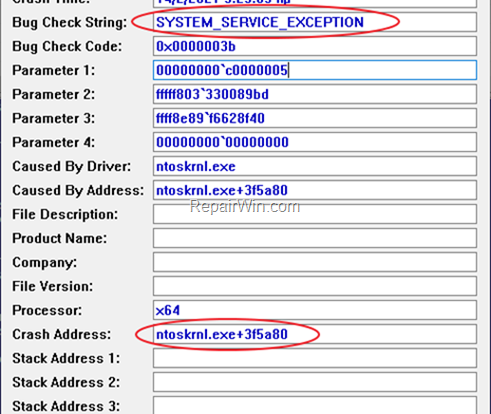 Bug Check String: SYSTEM_SERVICE_EXCEPTION
Bug Check Code: 0x0000003b
Parameter 1: 00000000`c0000005
Parameter 2: fffff803`330089bd
Parameter 3: ffff8e89`f6628f40
Parameter 4: 00000000`00000000
Caused By Driver: ntoskrnl.exe
Caused By Address: ntoskrnl.exe+3f5a80
File Description:
RepairWin.com
Product Name:
Company:
File Version:
Processor: x64
Crash Address: ntoskrnl.exe+3f5a80
Stack Address 1:
Stack Address 2:
Stack Address 3: